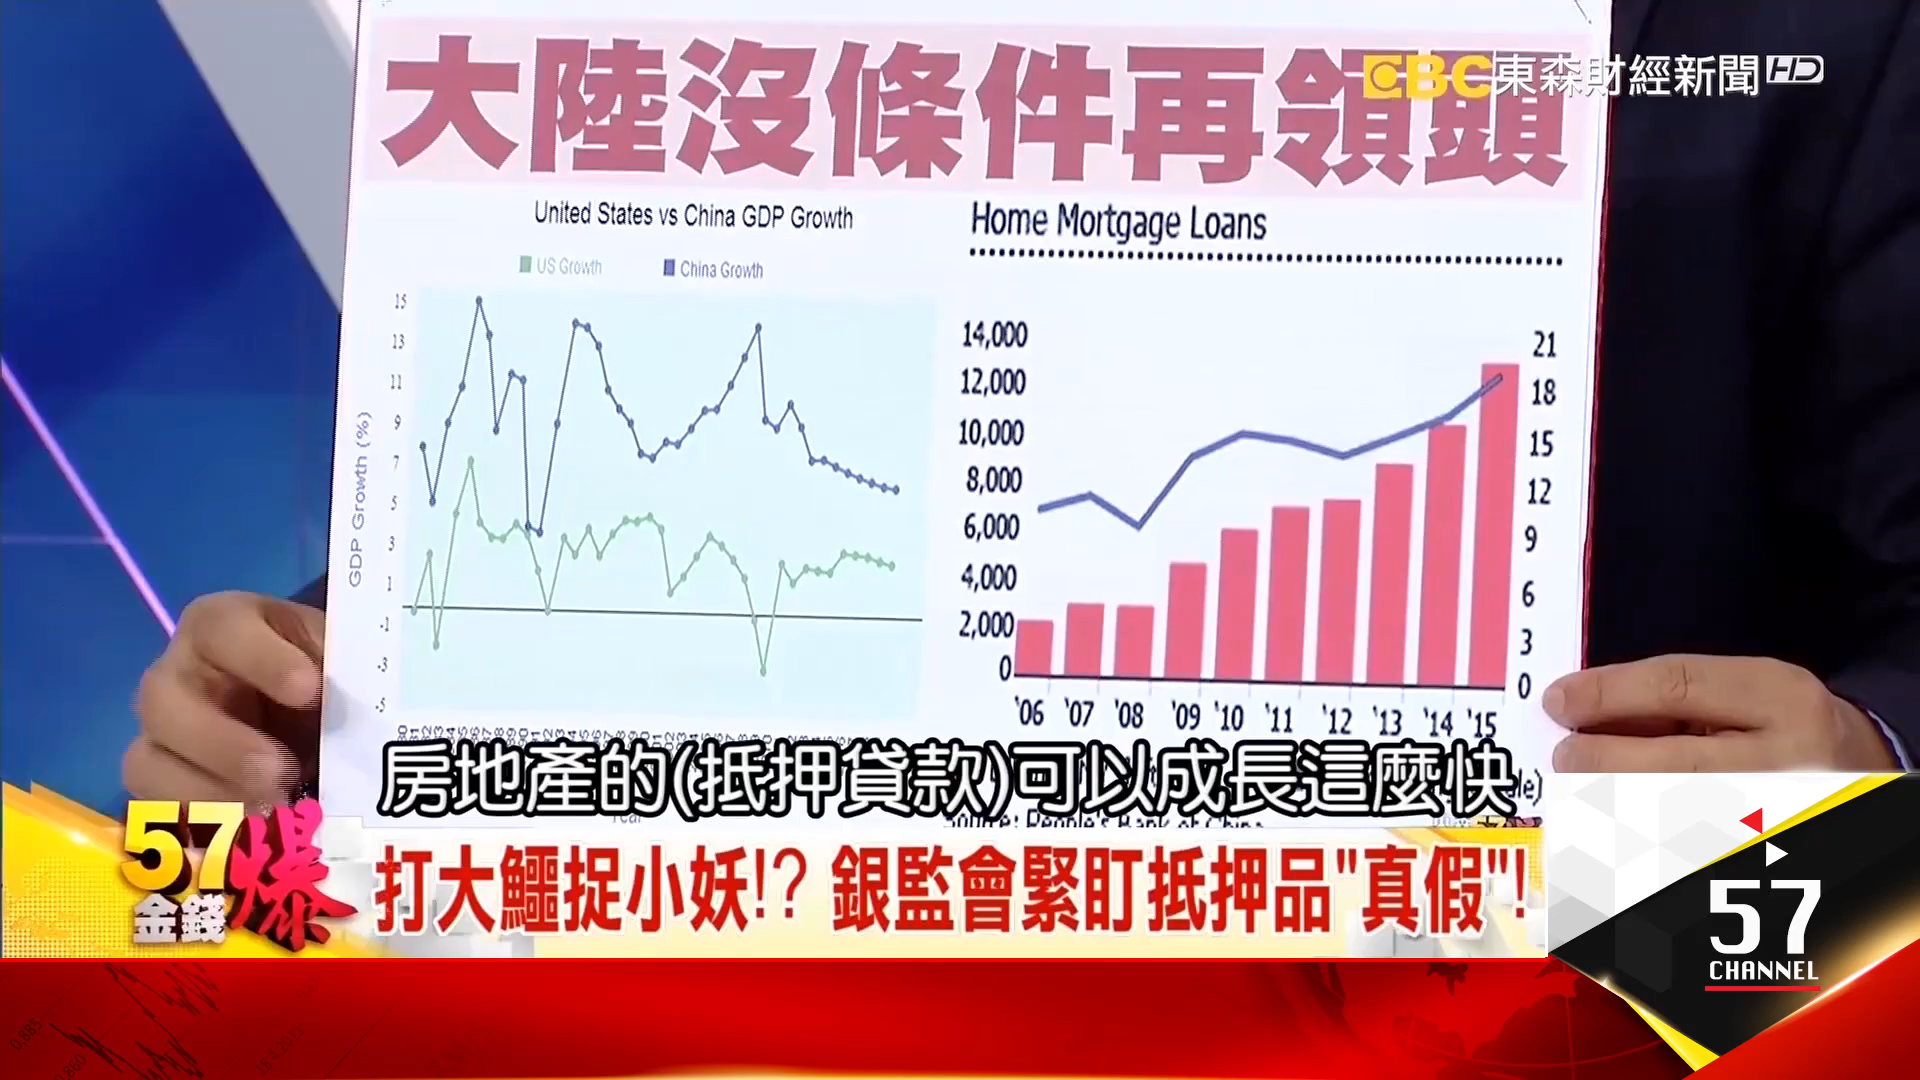 大陸沒條件再領頭
EBC東森財經新聞HD
United States vs China GDP Growth
US Growth
China Growth
GDP Growth (%)
15
13
11
9
7
5
3
1
-1
-3
-5
Home Mortgage Loans
14,000
12,000
10,000
8,000
6,000
4,000
2,000
0
21
18
15
12
9
6
3
0
'06 '07 '08 '09 '10 '11 '12 '13 '14 '15
Source: People's Bank of China
房地產的(抵押貸款)可以成長這麼快
57
金錢
爆
打大鱷捉小妖!? 銀監會緊盯抵押品"真假"!
57
CHANNEL